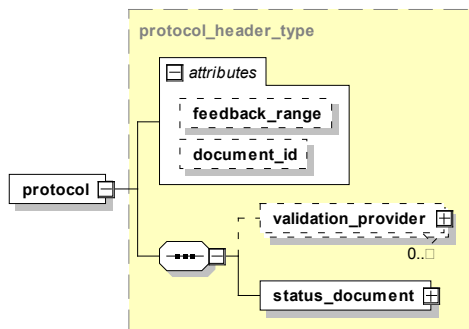 protocol_header_type
attributes
feedback_range
document_id
protocol
validation_provider
0..□
status_document